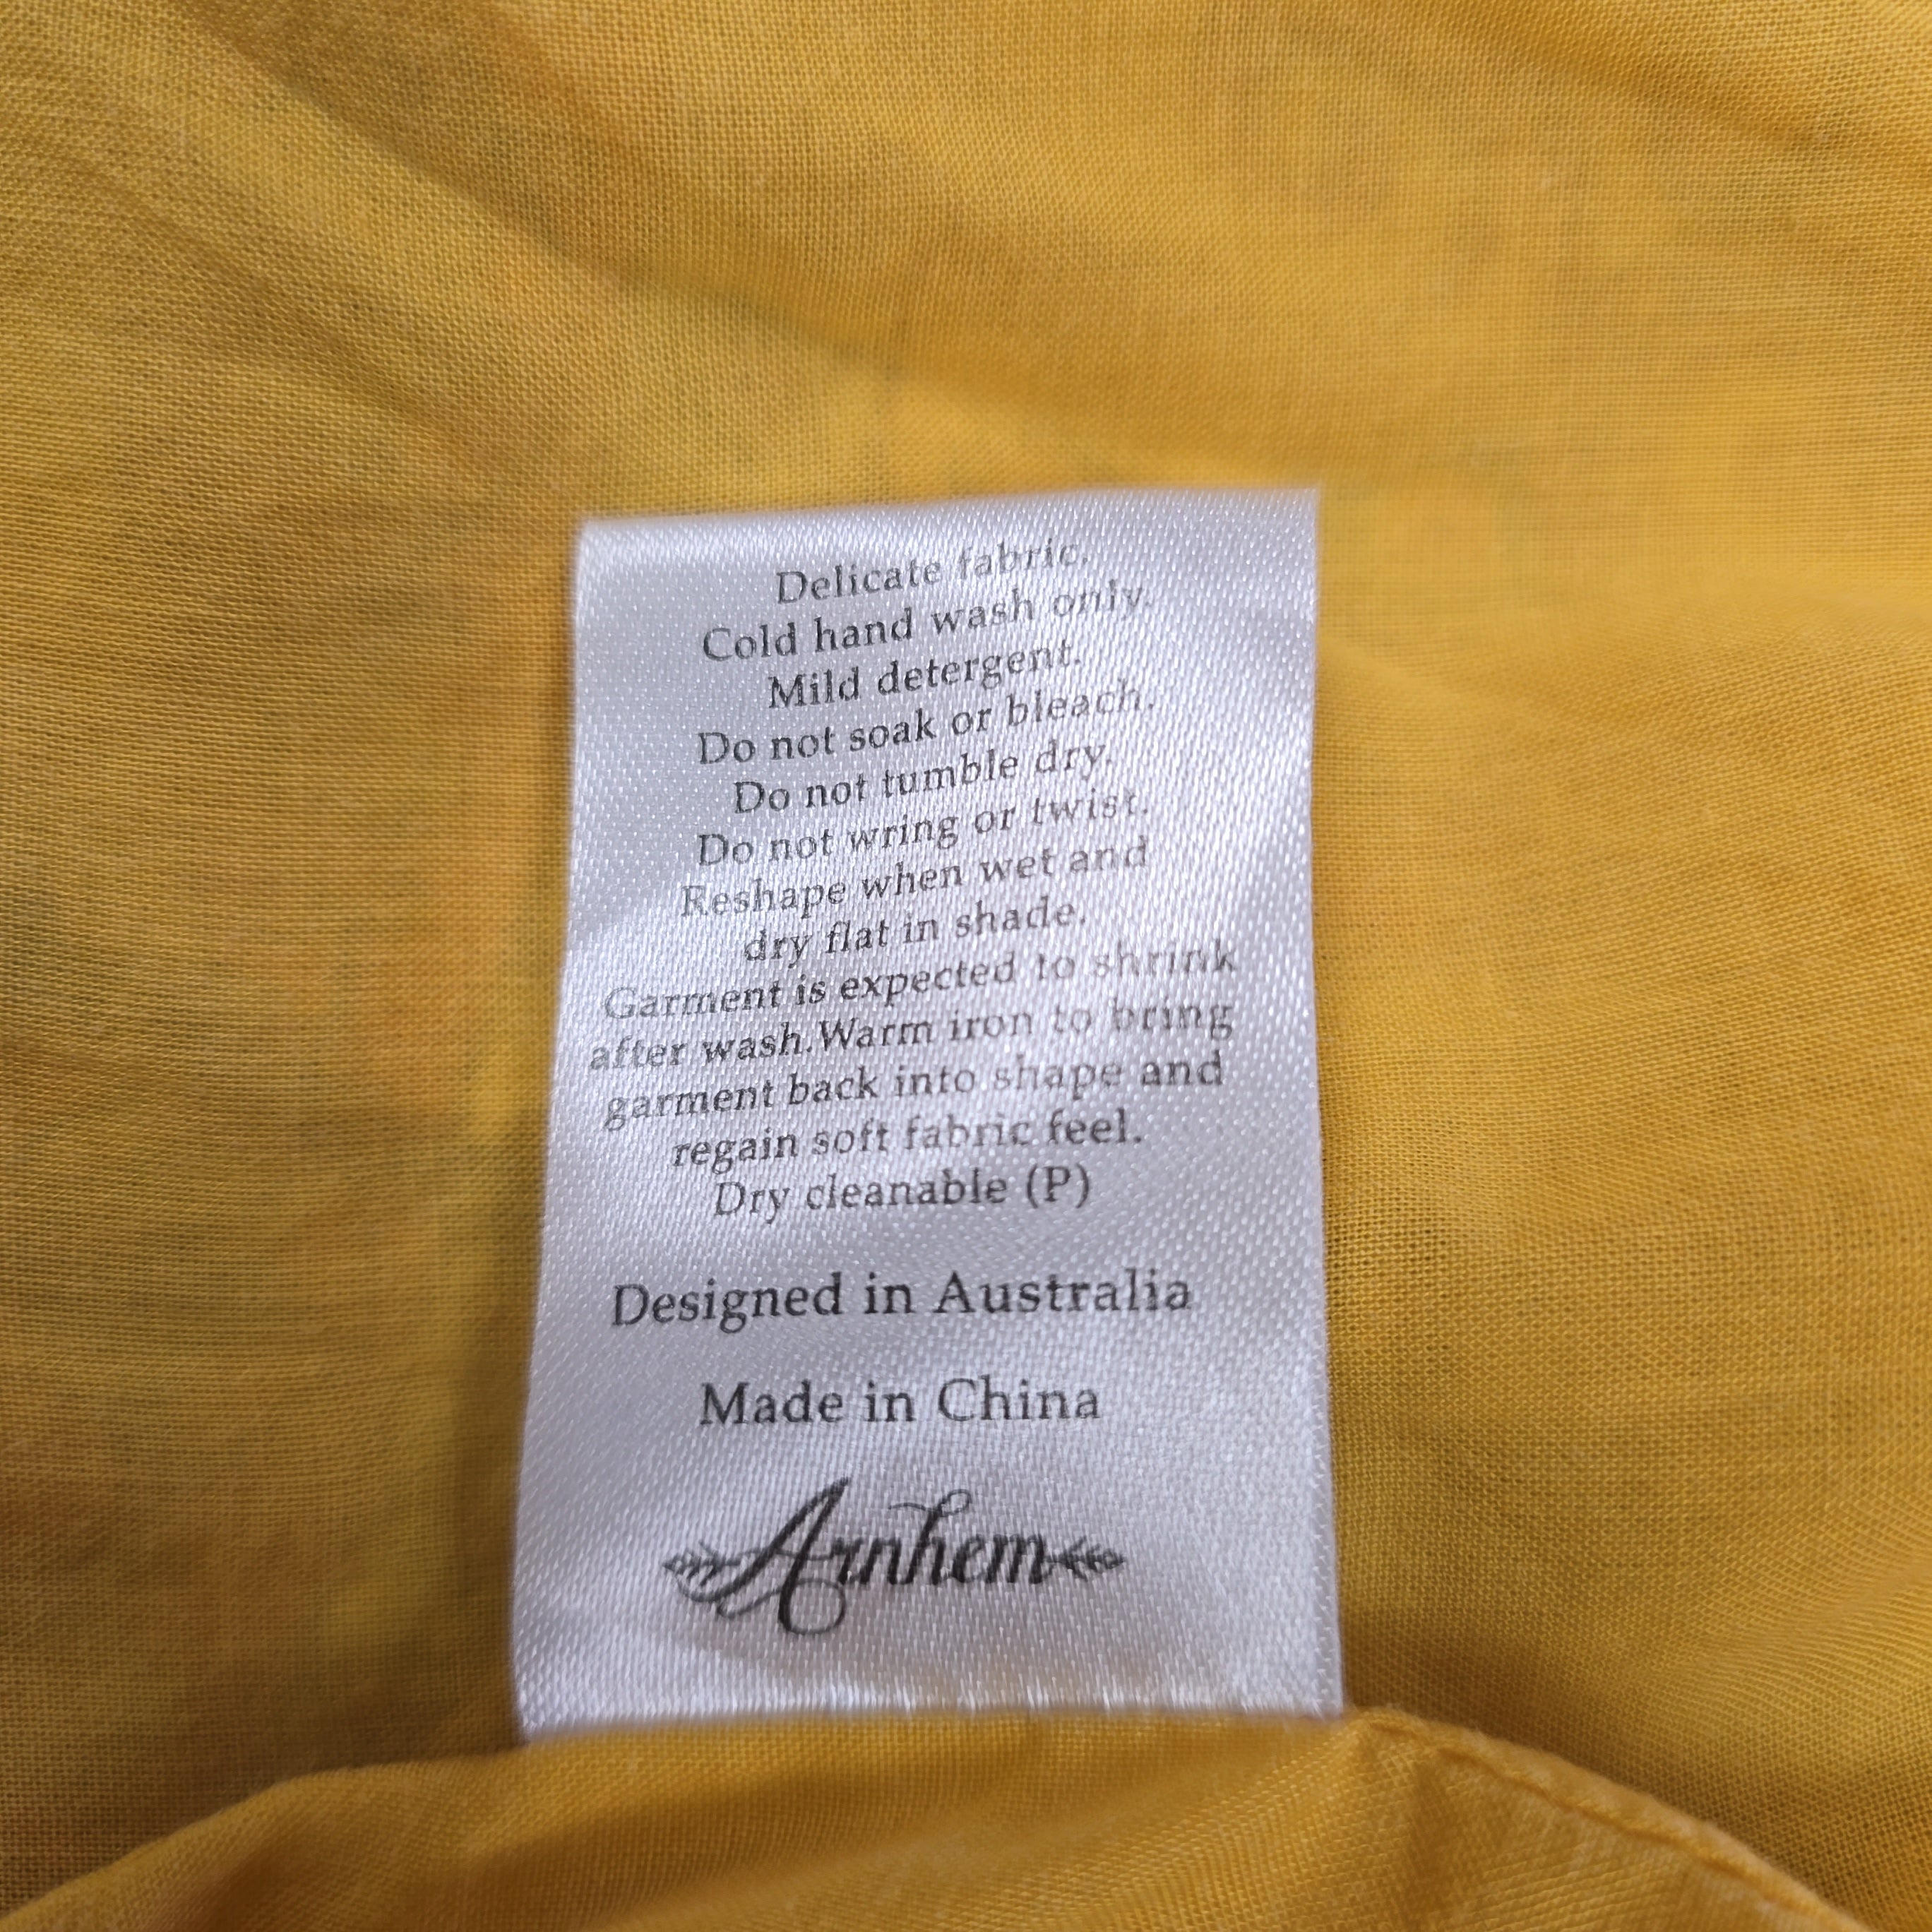 Delicate fabric.
Cold hand wash only.
Mild detergent.
Do not soak or bleach.
Do not tumble dry.
Do not wring or twist.
Reshape when wet and
dry flat in shade.
Garment is expected to shrink
after wash.Warm iron to bring
garment back into shape and
regain soft fabric feel.
Dry cleanable (P)
Designed in Australia
Made in China
Arnhem